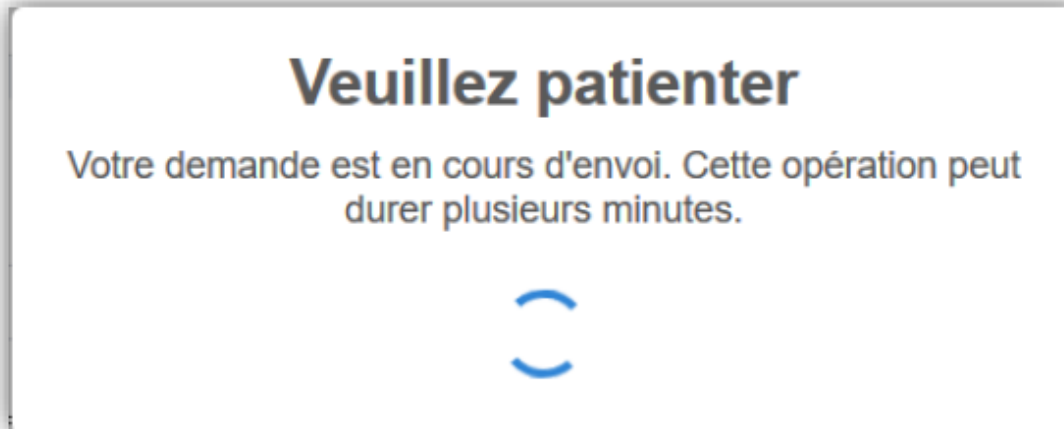 Veuillez patienter
Votre demande est en cours d'envoi. Cette opération peut
durer plusieurs minutes.